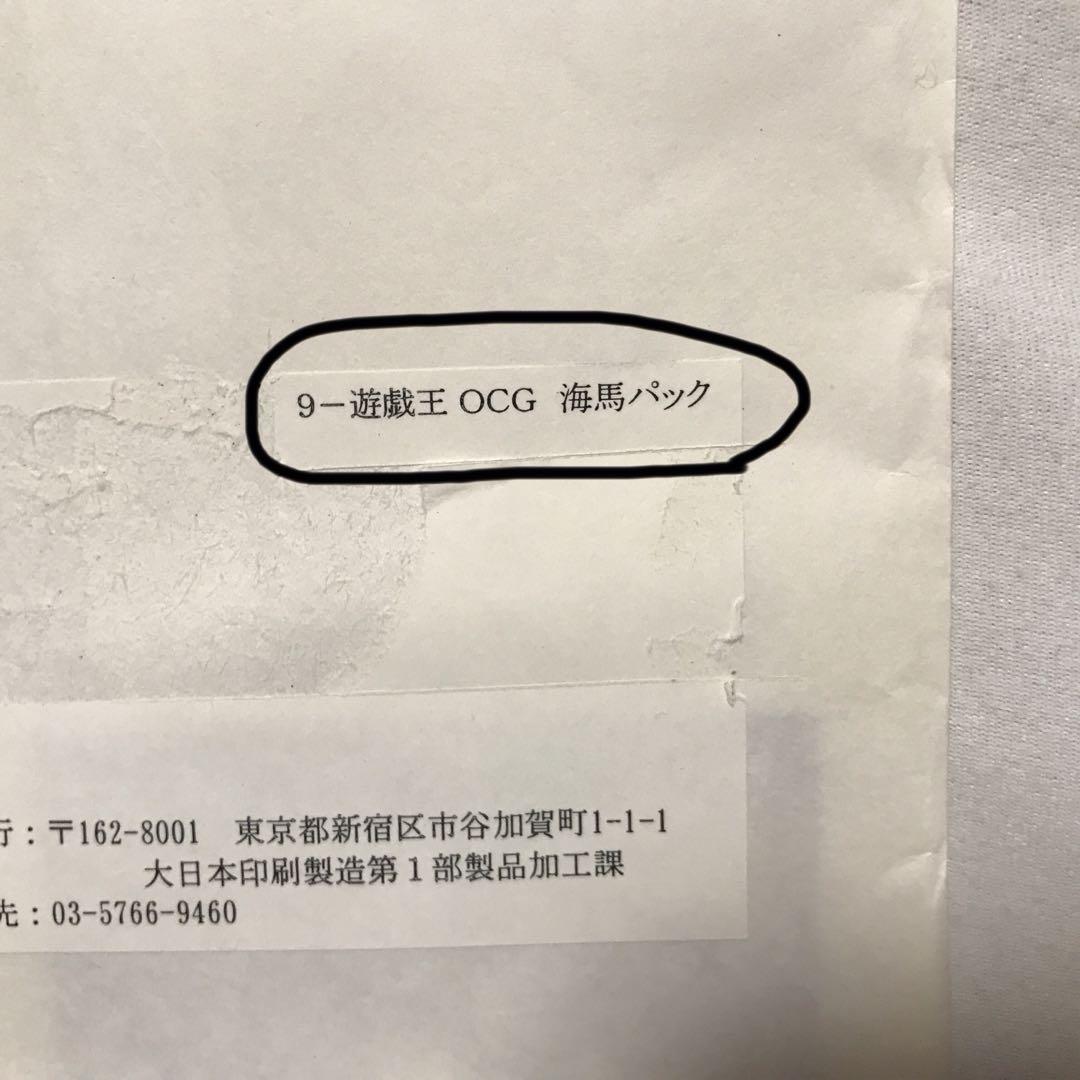 9－遊戯王 OCG 海馬パック
行：〒162-8001 東京都新宿区市谷加賀町1-1-1
大日本印刷製造第１部製品加工課
先：03-5766-9460